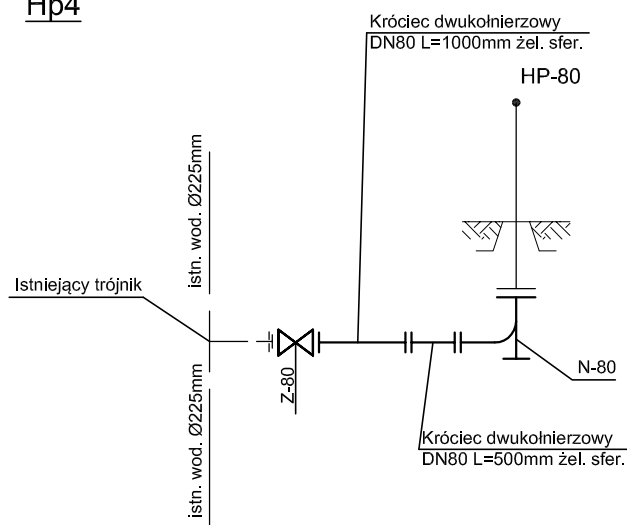 Hp4
Króciec dwukołnierzowy
DN80 L=1000mm żel. sfer.
HP-80
istn. wod. Ø225mm
Istniejący trójnik
Z-80
N-80
istn. wod. Ø225mm
Króciec dwukołnierzowy
DN80 L=500mm żel. sfer.